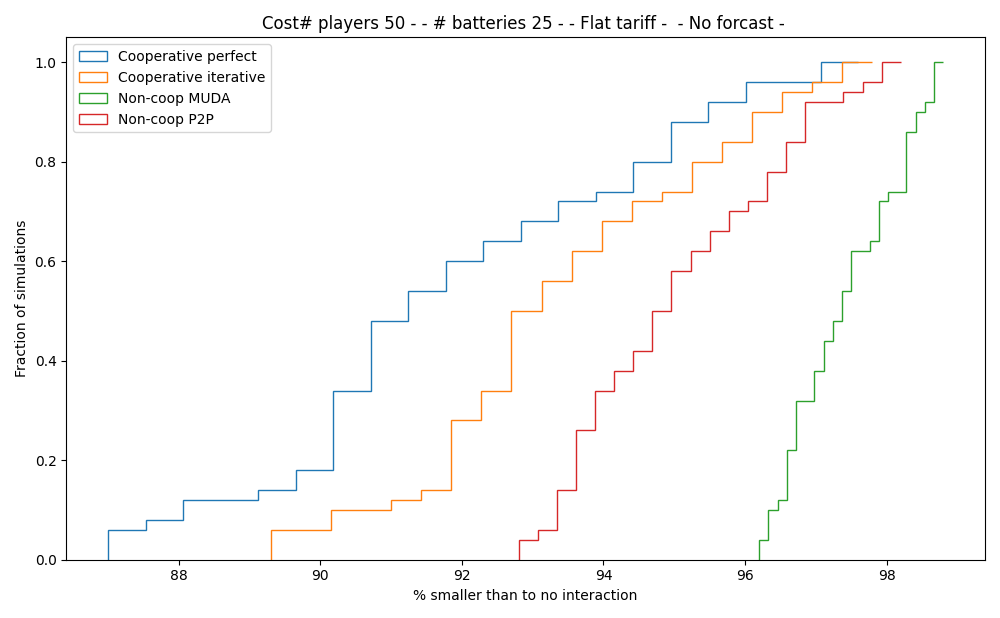 Cost# players 50 - - # batteries 25 - - Flat tariff -  - No forcast -
Cooperative perfect
Cooperative iterative
Non-coop MUDA
Non-coop P2P
Fraction of simulations
1.0
0.8
0.6
0.4
0.2
0.0
88 90 92 94 96 98
% smaller than to no interaction